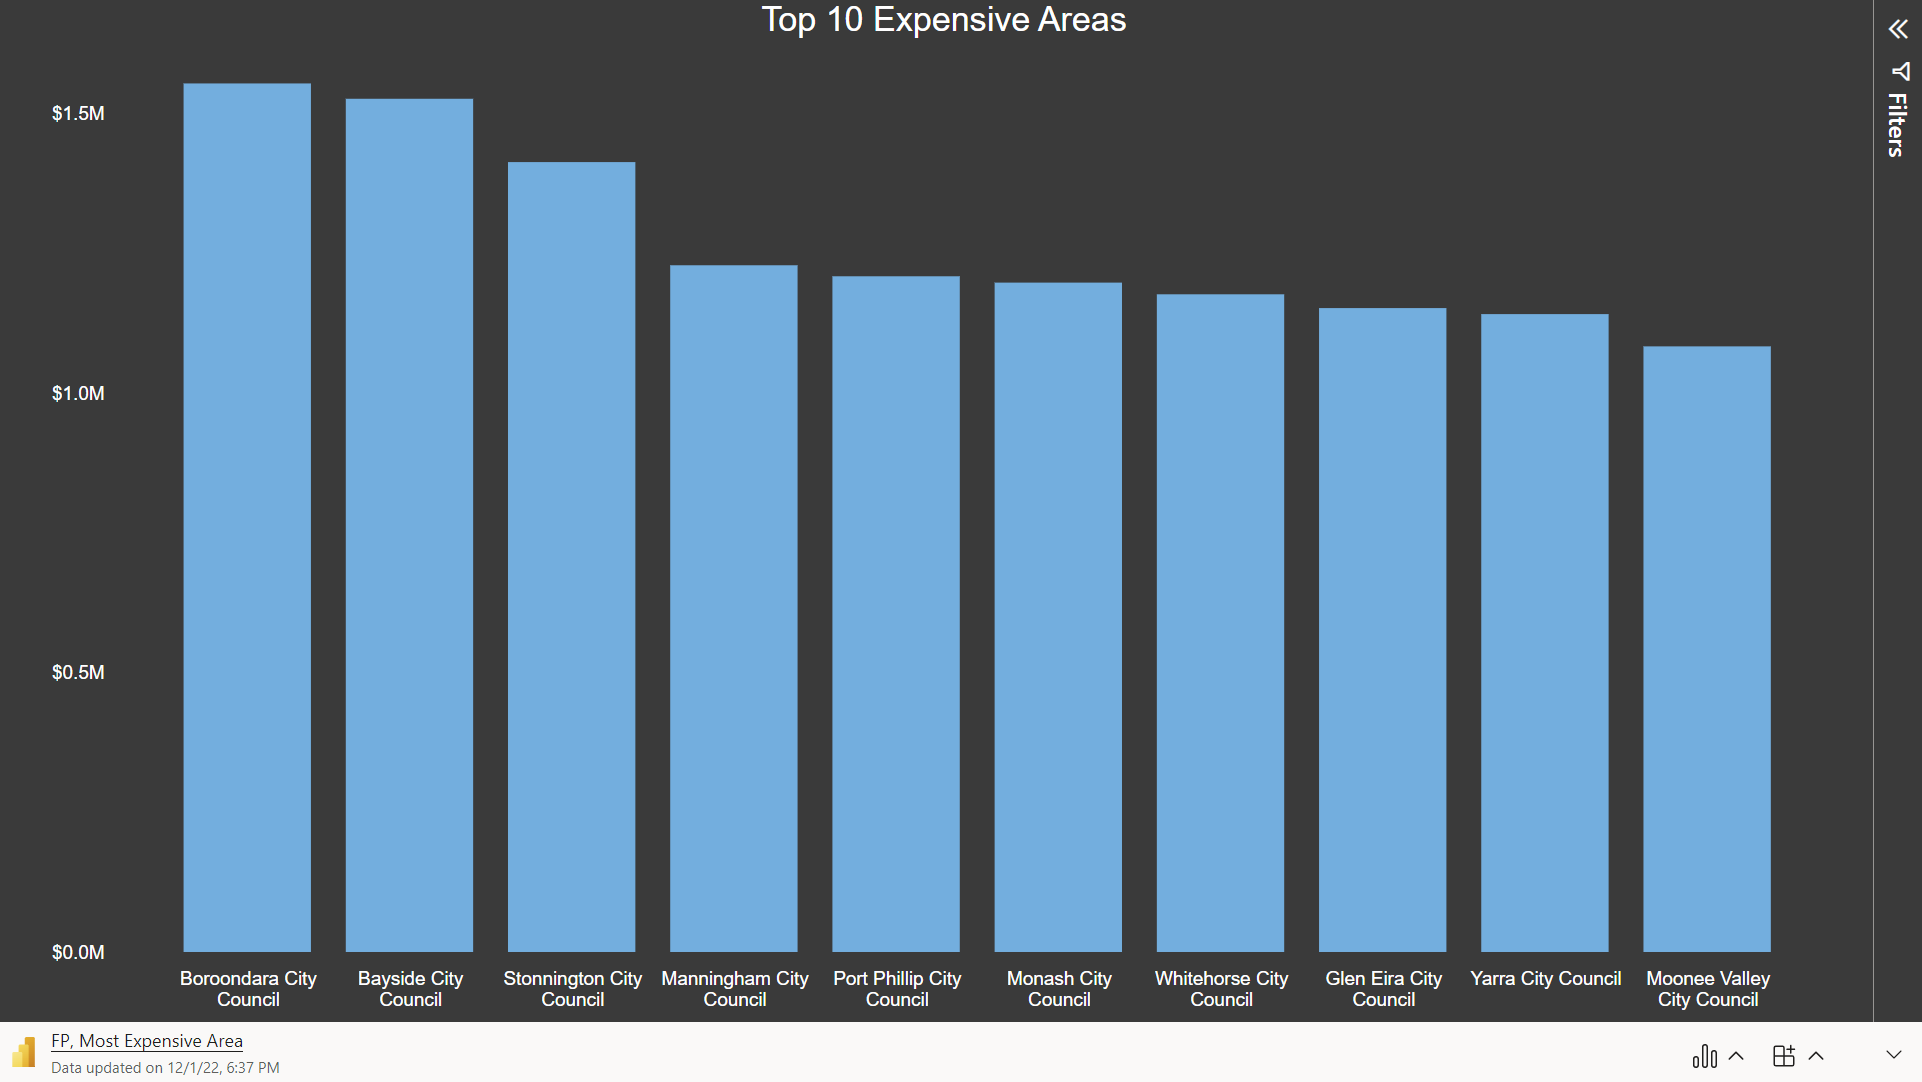 Top 10 Expensive Areas
Filters
$1.5M
$1.0M
$0.5M
$0.0M
Boroondara City
Council
Bayside City
Council
Stonnington City
Council
Manningham City
Council
Port Phillip City
Council
Monash City
Council
Whitehorse City
Council
Glen Eira City
Council
Yarra City Council
Moonee Valley
City Council
FP, Most Expensive Area
Data updated on 12/1/22, 6:37 PM